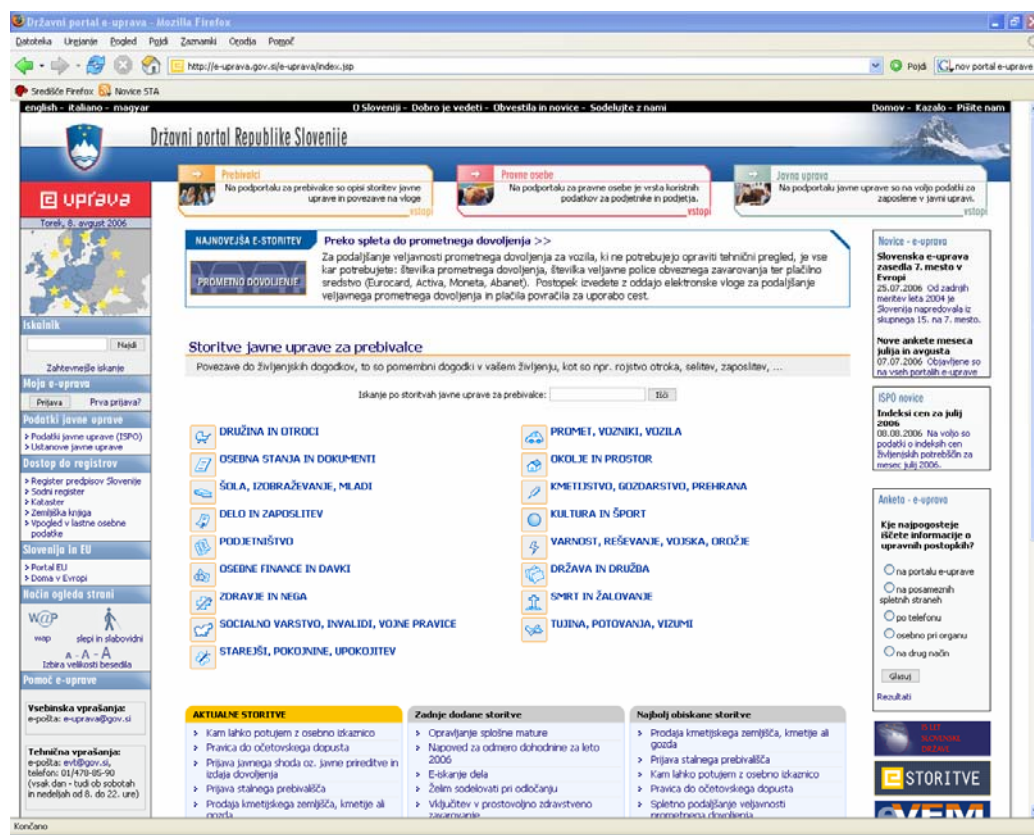 Državni portal e-uprava - Mozilla Firefox
Datoteka Urejanje Pogled Pojdi Zaznamki Orodja Pomoč
http://e-uprava.gov.si/e-uprava/index.jsp
Pojdi
nov portal e-uprave
Središče Firefox Novice STA
english - italiano - magyar
O Sloveniji - Dobro je vedeti - Obvestila in novice - Sodelujte z nami
Domov - Kazalo - Pišite nam
Državni portal Republike Slovenije
Prebivalci
Na podportalu za prebivalce so opisi storitev javne
uprave in povezave na vloge
vstopi
Pravne osebe
Na podportalu za pravne osebe je vrsta koristnih
podatkov za podjetnike in podjetja.
vstopi
Javna uprava
Na podportalu javne uprave so na voljo podatki za
zaposlene v javni upravi.
vstopi
e uprava
Torek, 8. avgust 2006
Iskalnik
Najdi
Zahtevnejše iskanje
Moja e-uprava
Prijava Prva prijava?
Podatki javne uprave
Podatki javne uprave (ISPO)
Ustanove javne uprave
Dostop do registrov
Register predpisov Slovenije
Sodni register
Kataster
Zemljiška knjiga
Vpogled v lastne osebne
podatke
Slovenija in EU
Portal EU
Doma v Evropi
Način ogleda strani
W@P
wap slepi in slabovidni
A - A - A
Izbira velikosti besedila
Pomoč e-uprave
Vsebinska vprašanja:
e-pošta: e-uprava@gov.si
Tehnična vprašanja:
e-pošta: evt@gov.si,
telefon: 01/478-85-90
(vsak dan - tudi ob sobotah
in nedeljah od 8. do 22. ure)
NAJNOVEJŠA E-STORITEV
PROMETNO DOVOLJENJE
Preko spleta do prometnega dovoljenja >>
Za podaljšanje veljavnosti prometnega dovoljenja za vozila, ki ne potrebujejo opraviti tehnični pregled, je vse
kar potrebujete: številka prometnega dovoljenja, številka veljavne police obveznega zavarovanja ter plačilno
sredstvo (Eurocard, Activa, Moneta, Abanet). Postopek izvedete z oddajo elektronske vloge za podaljšanje
veljavnega prometnega dovoljenja in plačila povračila za uporabo cest.
Storitve javne uprave za prebivalce
Povezave do življenjskih dogodkov, to so pomembni dogodki v vašem življenju, kot so npr. rojstvo otroka, selitev, zaposlitev, ...
Iskanje po storitvah javne uprave za prebivalce:
Išči
DRUŽINA IN OTROCI
OSEBNA STANJA IN DOKUMENTI
ŠOLA, IZOBRAŽEVANJE, MLADI
DELO IN ZAPOSLITEV
PODJETNIŠTVO
OSEBNE FINANCE IN DAVKI
ZDRAVJE IN NEGA
SOCIALNO VARSTVO, INVALIDI, VOJNE PRAVICE
STAREJŠI, POKOJNINE, UPOKOJITEV
PROMET, VOZNIKI, VOZILA
OKOLJE IN PROSTOR
KMETIJSTVO, GOZDARSTVO, PREHRANA
KULTURA IN ŠPORT
VARNOST, REŠEVANJE, VOJSKA, OROŽJE
DRŽAVA IN DRUŽBA
SMRT IN ŽALOVANJE
TUJINA, POTOVANJA, VIZUMI
AKTUALNE STORITVE
Kam lahko potujem z osebno izkaznico
Pravica do očetovskega dopusta
Prijava javnega shoda oz. javne prireditve in
izdaja dovoljenja
Prijava stalnega prebivališča
Prodaja kmetijskega zemljišča, kmetije ali
gozda
Zadnje dodane storitve
Opravljanje splošne mature
Napoved za odmero dohodnine za leto
2006
E-iskanje dela
Želim sodelovati pri odločanju
Vključitev v prostovoljno zdravstveno
zavarovanje
Najbolj obiskane storitve
Prodaja kmetijskega zemljišča, kmetije ali
gozda
Prijava stalnega prebivališča
Kam lahko potujem z osebno izkaznico
Pravica do očetovskega dopusta
Spletno podaljšanje veljavnosti
prometnega dovoljenja
Novice - e-uprava
Slovenska e-uprava
zasedla 7. mesto v
Evropi
25.07.2006 Od zadnjih
meritev leta 2004 je
Slovenija napredovala iz
skupnega 15. na 7. mesto.
Nove ankete meseca
julija in avgusta
07.07.2006 Objavljene so
na vseh portalih e-uprave
ISPO novice
Indeksi cen za julij
2006
08.08.2006 Na voljo so
podatki o indeksih cen
življenjskih potrebščin za
mesec julij 2006.
Anketa - e-uprava
Kje najpogosteje
iščete informacije o
upravnih postopkih?
na portalu e-uprave
na posameznih
spletnih straneh
po telefonu
osebno pri organu
na drug način
Glasuj
Rezultati
15 LET
SLOVENSKE
DRŽAVE
E STORITVE
eVEM
Končano